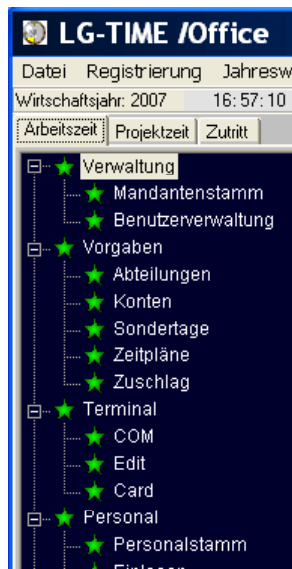 LG-TIME /Office
Datei Registrierung Jahresw
Wirtschaftsjahr: 2007 16:57:10
Arbeitszeit Projektzeit Zutritt
Verwaltung
Mandantenstamm
Benutzerverwaltung
Vorgaben
Abteilungen
Konten
Sondertage
Zeitpläne
Zuschlag
Terminal
COM
Edit
Card
Personal
Personalstamm
Einlesen